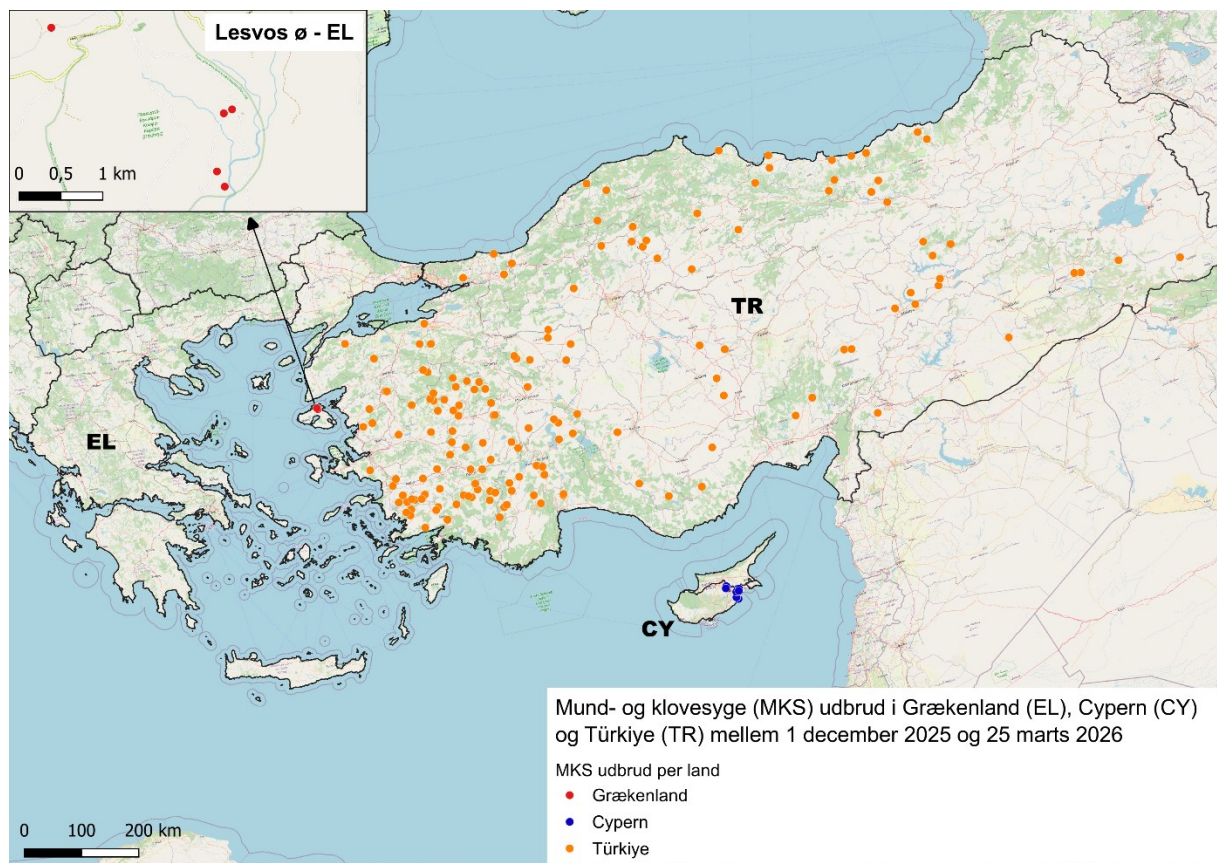 Lesvos ø - EL
0 0,5 1 km
TR
EL
CY
Mund- og klovesyge (MKS) udbrud i Grækenland (EL), Cypern (CY)
og Türkiye (TR) mellem 1 december 2025 og 25 marts 2026
MKS udbrud per land
Grækenland
Cypern
Türkiye
0 100 200 km